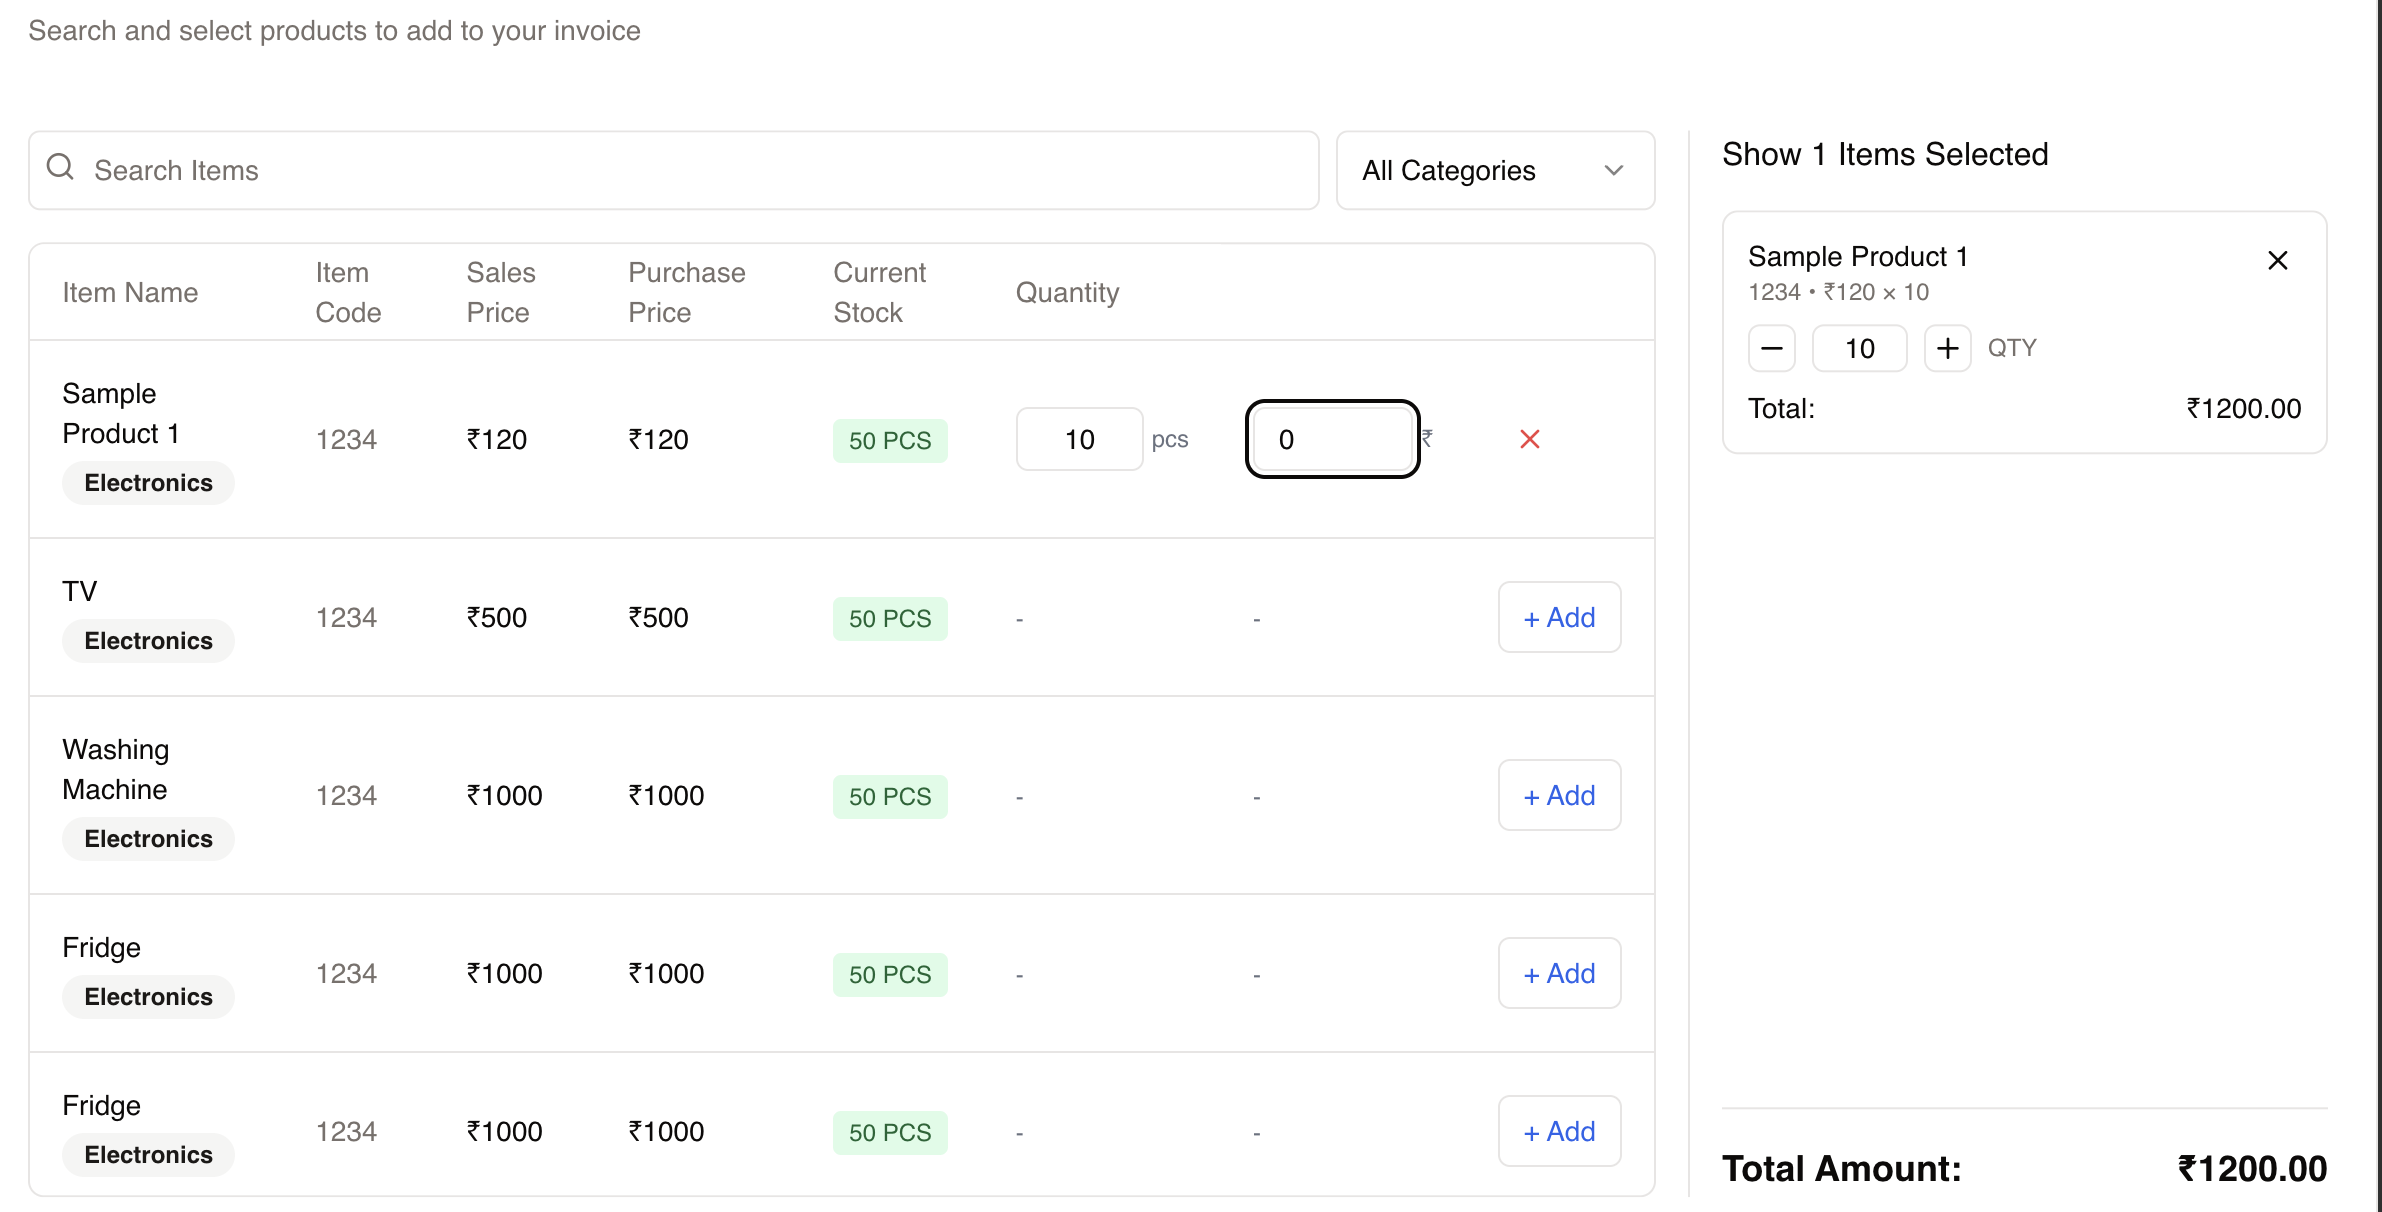 Search and select products to add to your invoice
Search Items
All Categories
Item Name
Item Code
Sales Price
Purchase Price
Current Stock
Quantity
Sample Product 1
Electronics
1234
₹120
₹120
50 PCS
10
pcs
0
₹
TV
Electronics
1234
₹500
₹500
50 PCS
-
-
+ Add
Washing Machine
Electronics
1234
₹1000
₹1000
50 PCS
-
-
+ Add
Fridge
Electronics
1234
₹1000
₹1000
50 PCS
-
-
+ Add
Fridge
Electronics
1234
₹1000
₹1000
50 PCS
-
-
+ Add
Show 1 Items Selected
Sample Product 1
1234 • ₹120 × 10
10
QTY
Total: ₹1200.00
Total Amount: ₹1200.00